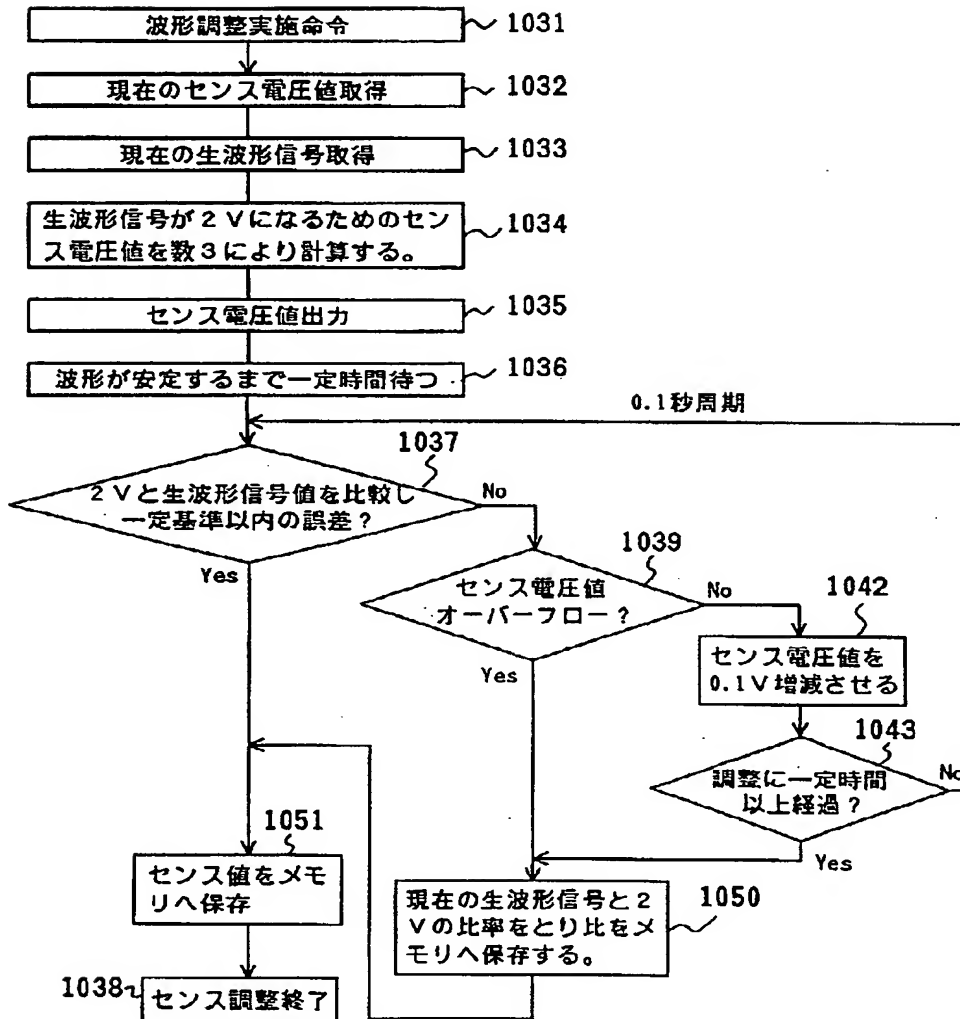 波形調整実施命令
1031
現在のセンス電圧値取得
1032
現在の生波形信号取得
1033
生波形信号が2Vになるためのセン
ス電圧値を数3により計算する。
1034
センス電圧値出力
1035
波形が安定するまで一定時間待つ
1036
0.1秒周期
1037
2Vと生波形信号値を比較し
一定基準以内の誤差？
No
Yes
1039
センス電圧値
オーバーフロー？
No
Yes
1042
センス電圧値を
0.1V増減させる
1043
調整に一定時間
以上経過？
No
Yes
1051
センス値をメモ
リへ保存
現在の生波形信号と2
Vの比率をとり比をメ
モリへ保存する。
1050
1038
センス調整終了